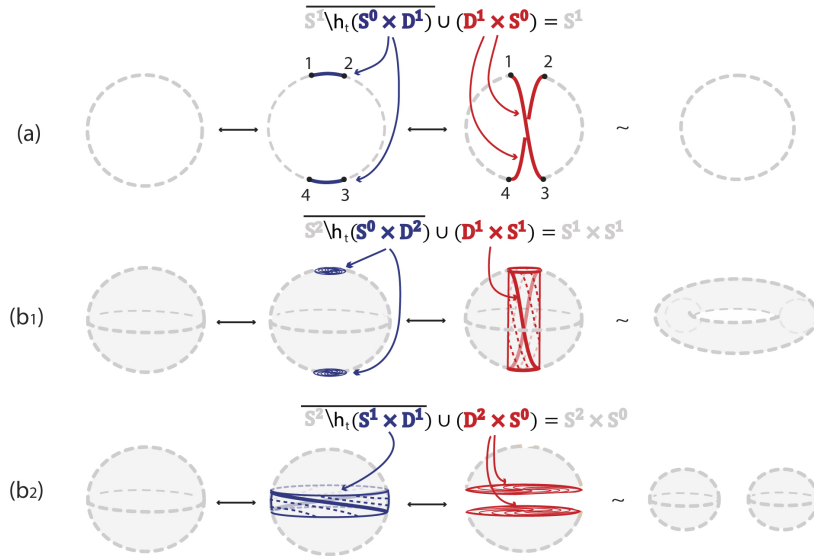 S¹\hₜ(S⁰ × D¹) ∪ (D¹ × S⁰) = S¹
1 2 1 2
(a) ~
4 3 4 3
S²\hₜ(S⁰ × D²) ∪ (D¹ × S¹) = S¹ × S¹
(b1) ~
S²\hₜ(S¹ × D¹) ∪ (D² × S⁰) = S² × S⁰
(b2) ~